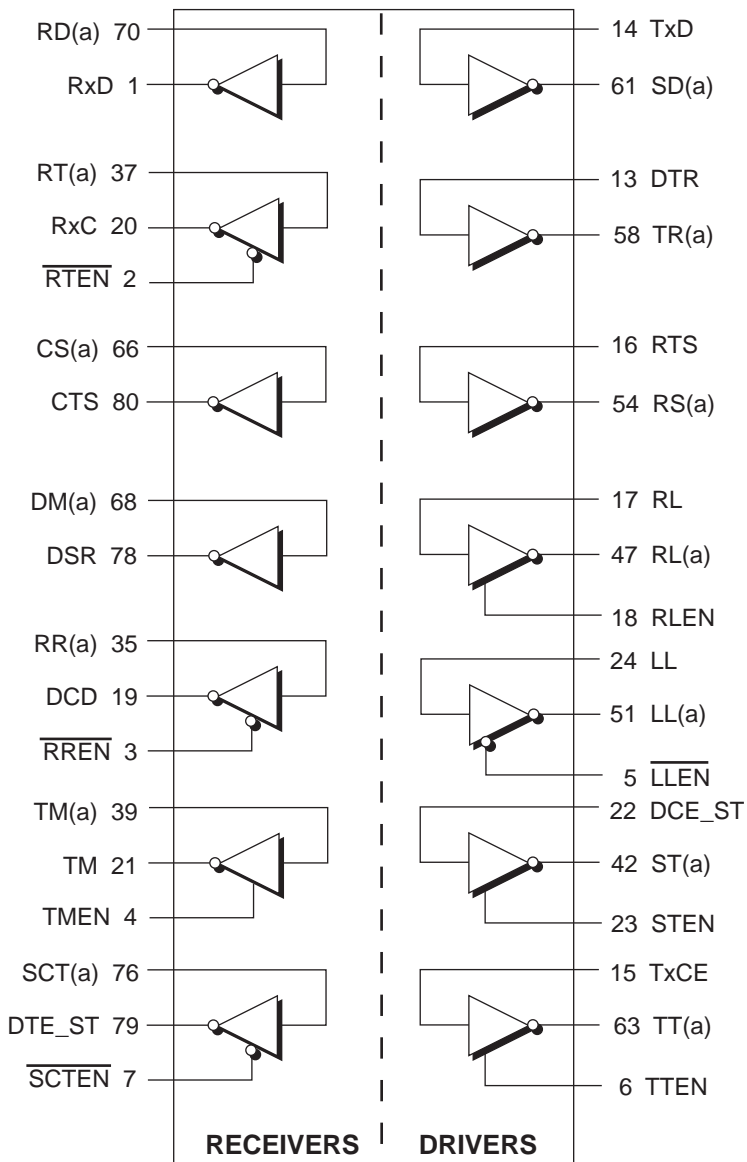 RD(a) 70
RxD 1
RT(a) 37
RxC 20
RTEN 2
CS(a) 66
CTS 80
DM(a) 68
DSR 78
RR(a) 35
DCD 19
RREN 3
TM(a) 39
TM 21
TMEN 4
SCT(a) 76
DTE_ST 79
SCTEN 7
RECEIVERS
14 TxD
61 SD(a)
13 DTR
58 TR(a)
16 RTS
54 RS(a)
17 RL
47 RL(a)
18 RLEN
24 LL
51 LL(a)
5 LLEN
22 DCE_ST
42 ST(a)
23 STEN
15 TxCE
63 TT(a)
6 TTEN
DRIVERS